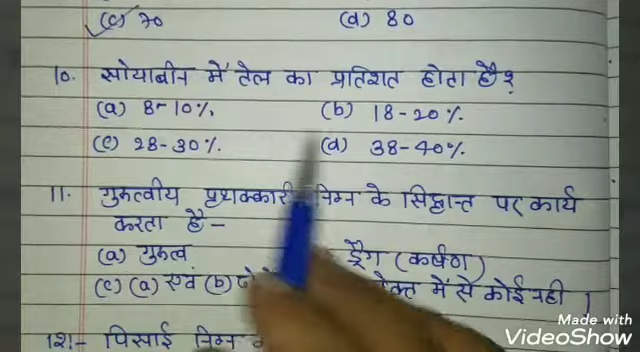 (c) 70 (d) 80
10. सोयाबीन में तेल का प्रतिशत होता है?
(a) 8-10%. (b) 18-20%.
(c) 28-30%. (d) 38-40%.
11. गुरुत्वीय पृथक्कारी निम्न के सिद्धान्त पर कार्य
करता है -
(a) गुरुत्व ड्रैग (कर्षण)
(c) (a) एवं (b) में से कोई नही
12:- पिसाई निम्न
Made with
VideoShow